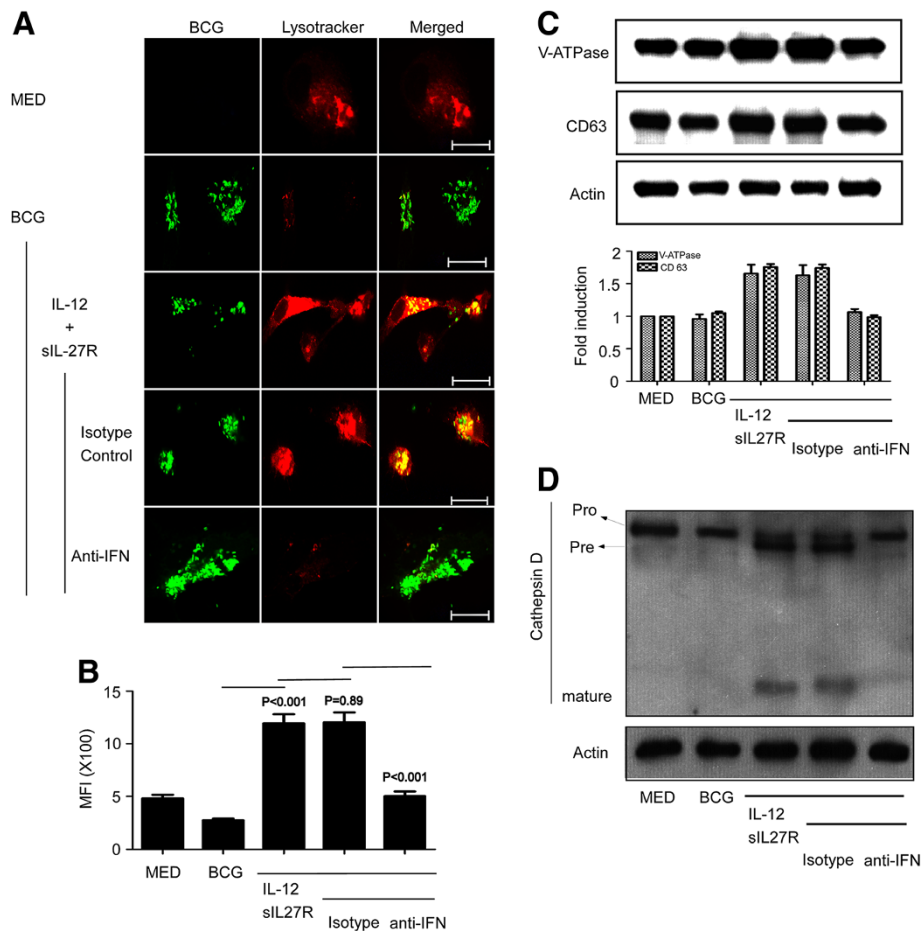 A
BCG Lysotracker Merged
MED
BCG
IL-12
+
sIL-27R
Isotype
Control
Anti-IFN
B
MFI (X100)
15
10
5
0
P<0.001
P=0.89
P<0.001
MED BCG IL-12
sIL27R
Isotype anti-IFN
C
V-ATPase
CD63
Actin
Fold induction
2
1.5
1
0.5
0
V-ATPase
CD 63
MED BCG
IL-12
sIL27R Isotype anti-IFN
D
Cathepsin D
Pro
Pre
mature
Actin
MED BCG IL-12
sIL27R
Isotype anti-IFN